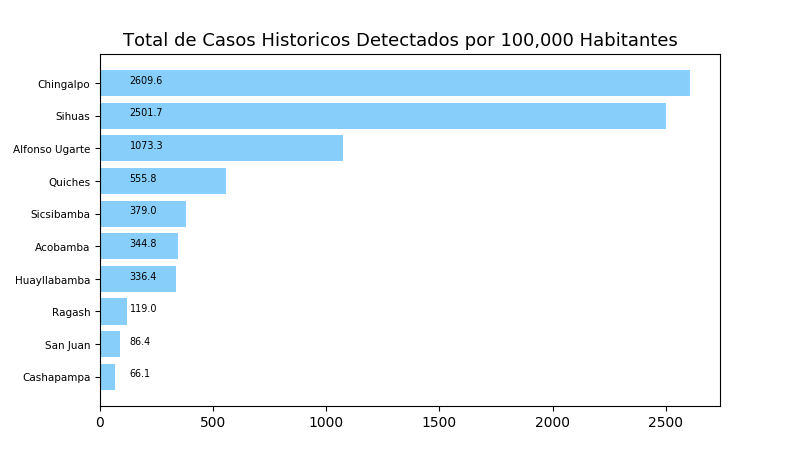 Total de Casos Historicos Detectados por 100,000 Habitantes
Chingalpo 2609.6
Sihuas 2501.7
Alfonso Ugarte 1073.3
Quiches 555.8
Sicsibamba 379.0
Acobamba 344.8
Huayllabamba 336.4
Ragash 119.0
San Juan 86.4
Cashapampa 66.1
0 500 1000 1500 2000 2500